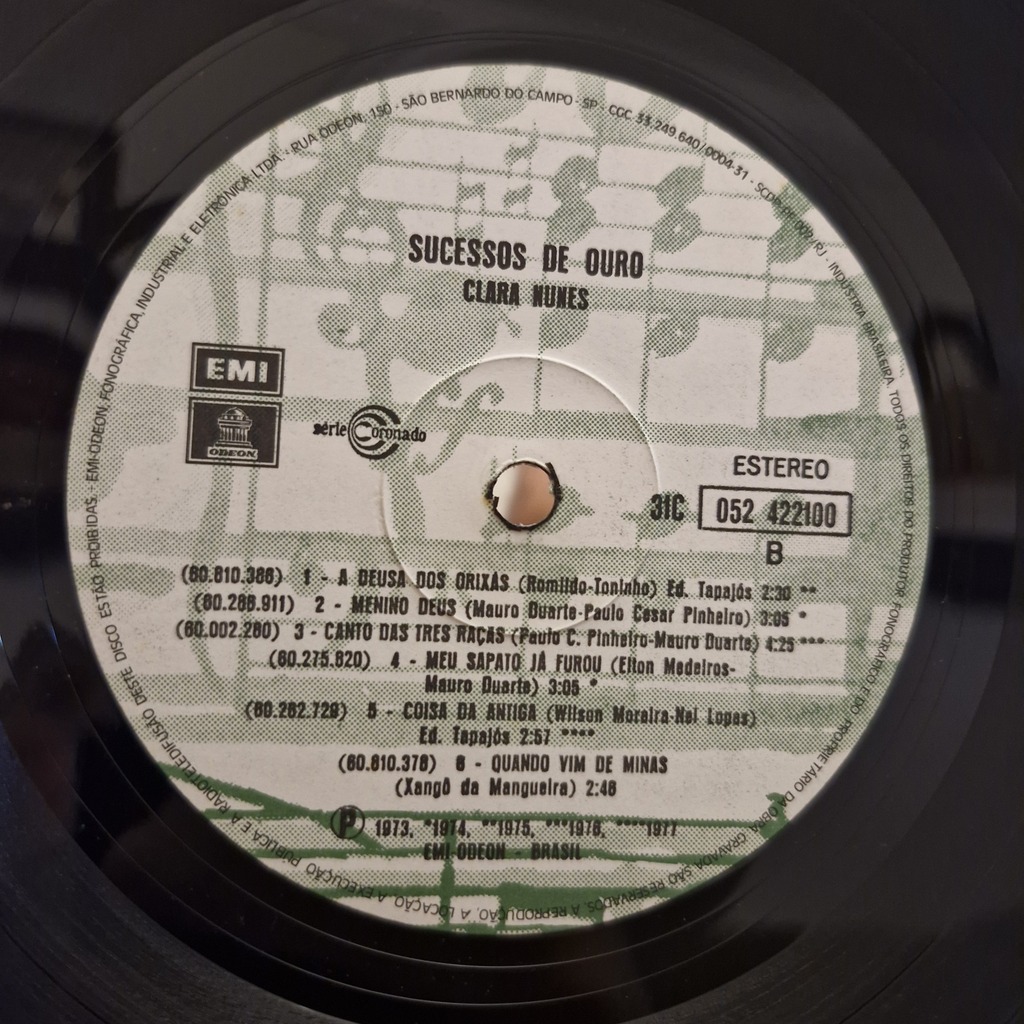 EMI-ODEON FONOGRÁFICA, INDUSTRIAL E ELETRÔNICA LTDA. - RUA ODEON, 150 - SÃO BERNARDO DO CAMPO - SP - CGC 33.249.640/0004-31 - RJ - INDÚSTRIA BRASILEIRA. TODOS OS DIREITOS DO PRODUTOR FONOGRÁFICO E DO PROPRIETÁRIO DA OBRA GRAVADA SÃO RESERVADOS. A REPRODUÇÃO, A LOCAÇÃO, A EXECUÇÃO PÚBLICA E A RADIOTELEDIFUSÃO DESTE DISCO ESTÃO PROIBIDAS.
SUCESSOS DE OURO
CLARA NUNES
EMI
ODEON
série Coronado
ESTEREO
31C 052 422100
B
(60.810.386) 1 - A DEUSA DOS ORIXÁS (Romildo-Toninho) Ed. Tapajós 2:30 **
(60.286.911) 2 - MENINO DEUS (Mauro Duarte-Paulo Cesar Pinheiro) 3:05 *
(60.002.280) 3 - CANTO DAS TRES RAÇAS (Paulo C. Pinheiro-Mauro Duarte) 4:25 ***
(60.275.820) 4 - MEU SAPATO JÁ FUROU (Elton Medeiros-
Mauro Duarte) 3:05 *
(60.262.729) 5 - COISA DA ANTIGA (Wilson Moreira-Nei Lopes)
Ed. Tapajós 2:57 ****
(60.810.378) 6 - QUANDO VIM DE MINAS
(Xangô da Mangueira) 2:46
Ⓟ 1973, *1974, **1975, ***1976, ****1977
EMI-ODEON - BRASIL